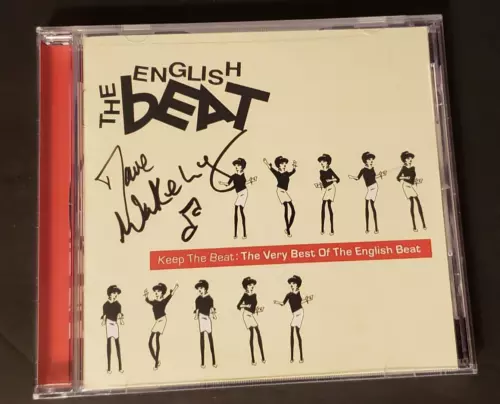 THE ENGLISH
BEAT
Dave
Wakeling
Keep The Beat: The Very Best Of The English Beat